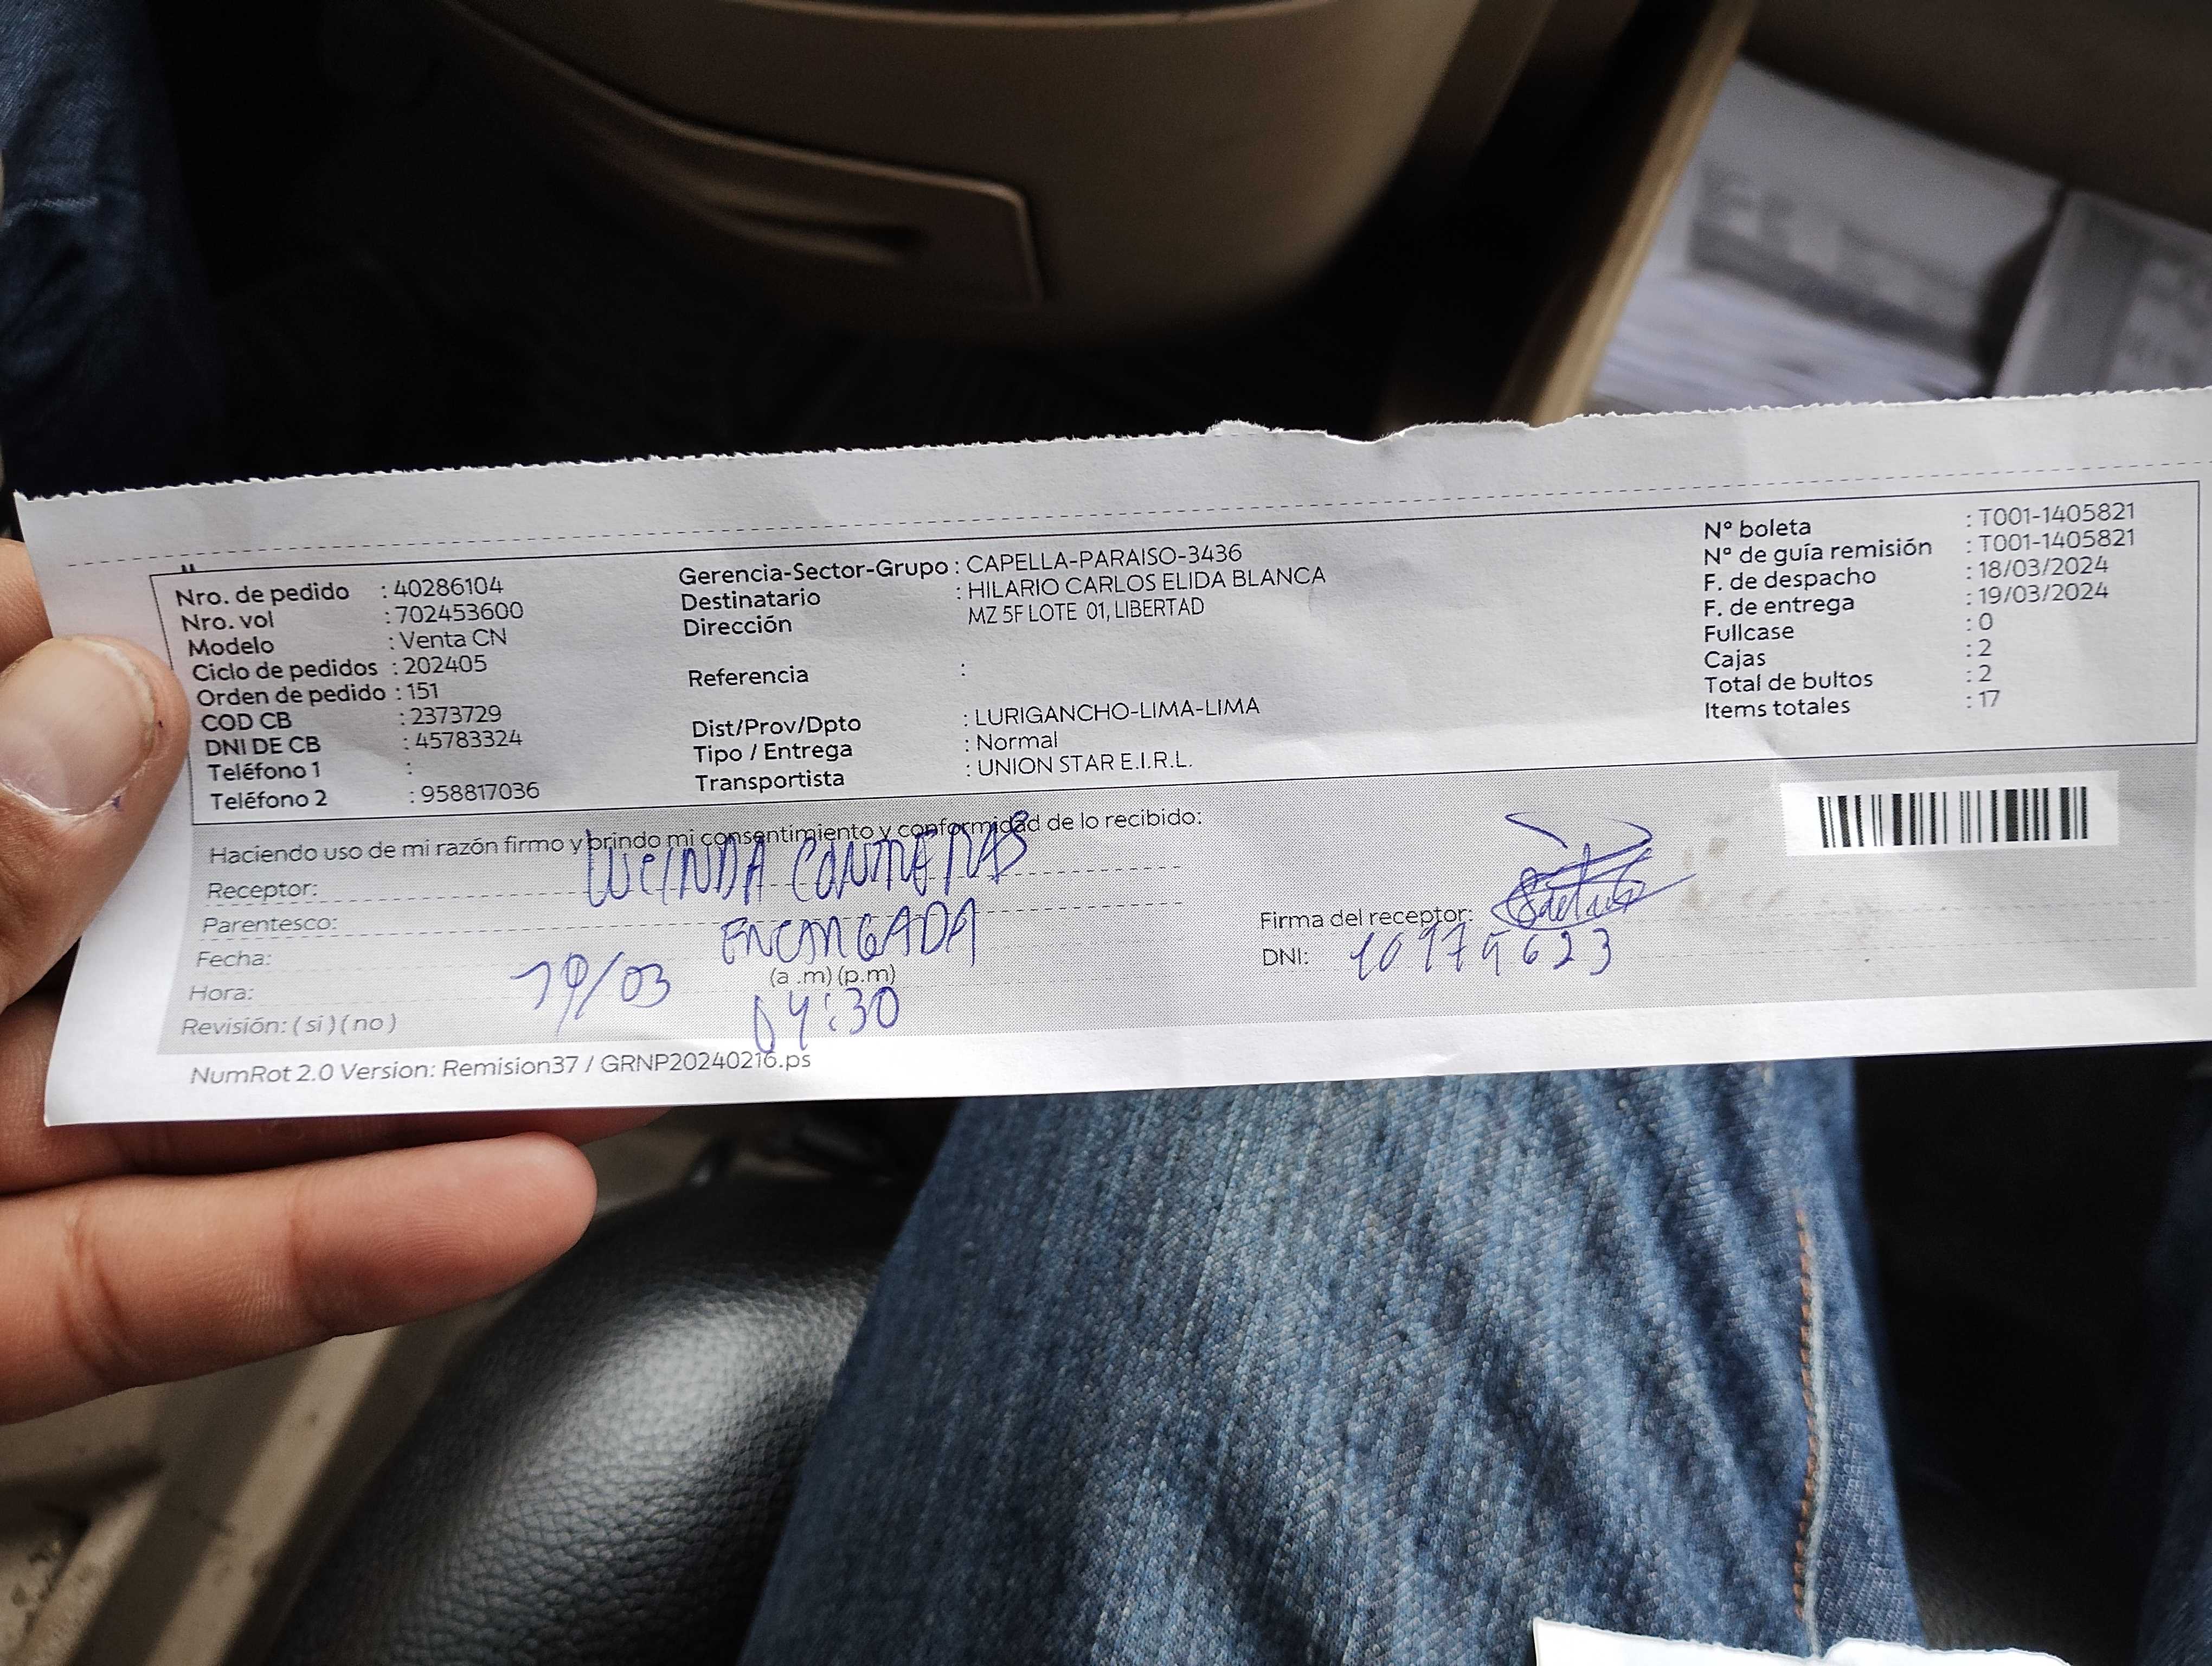 Nro. de pedido : 40286104
Nro. vol : 702453600
Modelo : Venta CN
Ciclo de pedidos : 202405
Orden de pedido : 151
COD CB : 2373729
DNI DE CB : 45783324
Teléfono 1 :
Teléfono 2 : 958817036
Gerencia-Sector-Grupo : CAPELLA-PARAISO-3436
Destinatario : HILARIO CARLOS ELIDA BLANCA
Dirección MZ 5F LOTE 01, LIBERTAD
Referencia :
Dist/Prov/Dpto : LURIGANCHO-LIMA-LIMA
Tipo / Entrega : Normal
Transportista : UNION STAR E.I.R.L.
Nº boleta : T001-1405821
Nº de guía remisión : T001-1405821
F. de despacho : 18/03/2024
F. de entrega : 19/03/2024
Fullcase : 0
Cajas : 2
Total de bultos : 2
Items totales : 17
Haciendo uso de mi razón firmo y brindo mi consentimiento y conformidad de lo recibido:
Receptor: LUCINDA CONTRERAS
Parentesco: ENCARGADA
Fecha: 19/03
Hora: (a .m) (p.m) 04:30
Revisión: ( si ) ( no )
Firma del receptor:
DNI:
NumRot 2.0 Version: Remision37 / GRNP20240216.ps